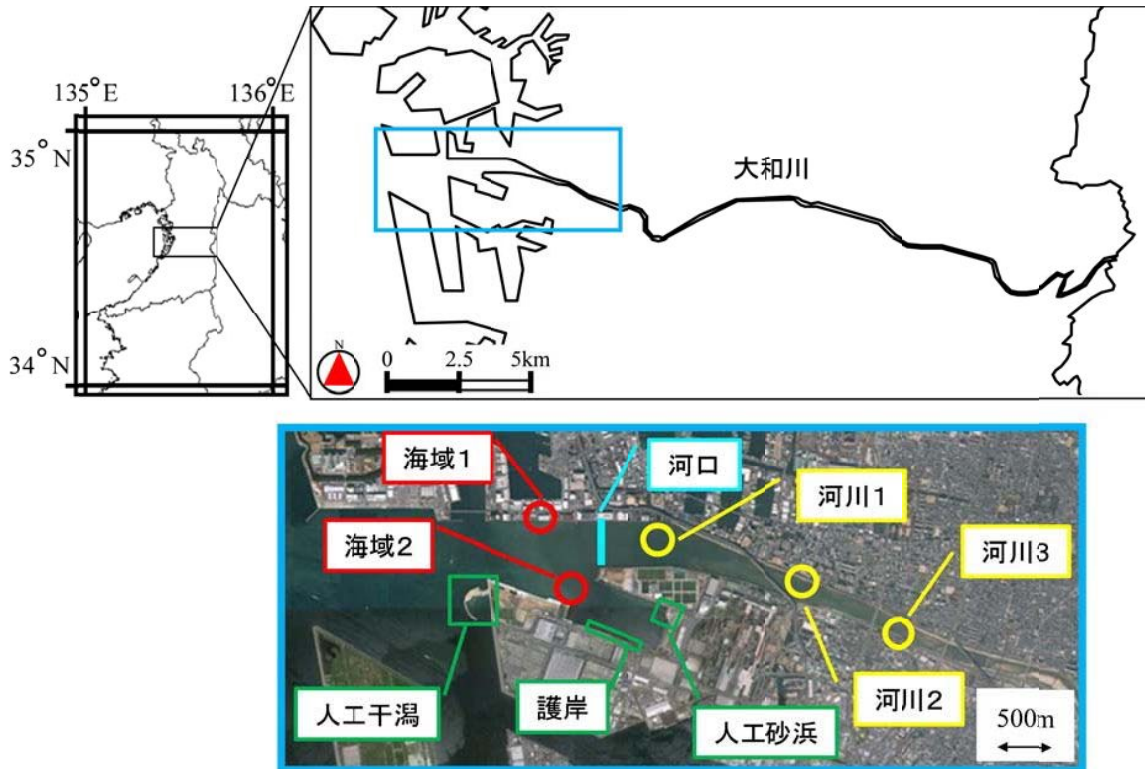 135°E
136°E
35°N
34°N
大和川
N
0
2.5
5km
海域1
河口
河川1
海域2
河川3
人工干潟
護岸
人工砂浜
河川2
500m